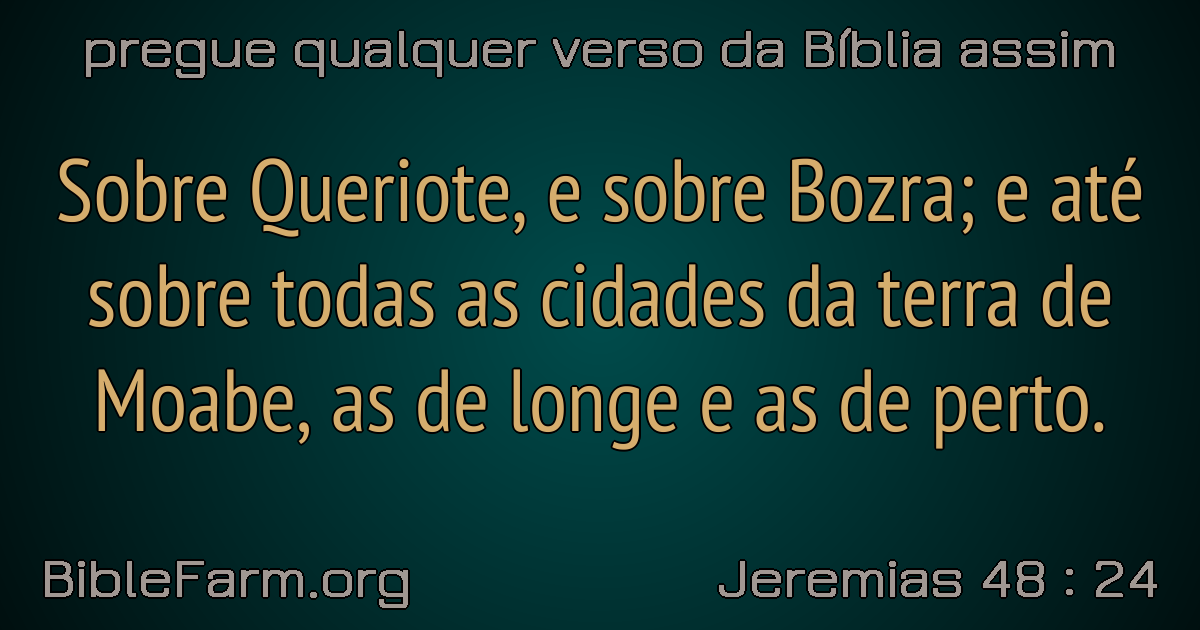 pregue qualquer verso da Bíblia assim
Sobre Queriote, e sobre Bozra; e até
sobre todas as cidades da terra de
Moabe, as de longe e as de perto.
BibleFarm.org
Jeremias 48 : 24